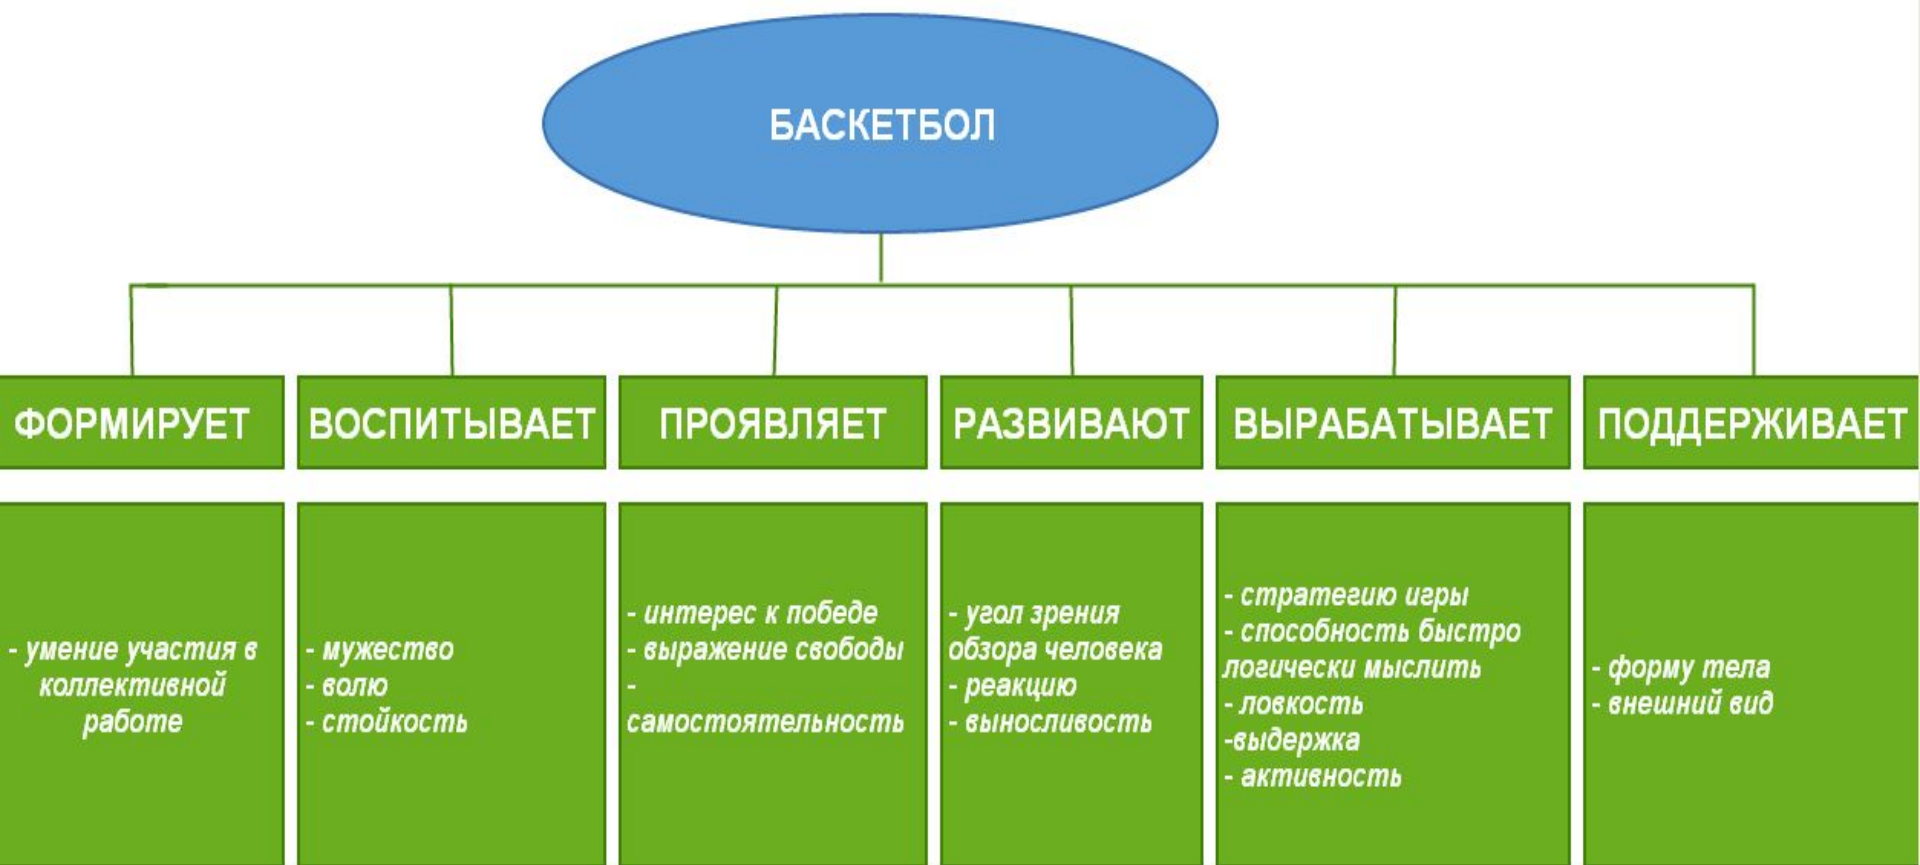 БАСКЕТБОЛ
ФОРМИРУЕТ
ВОСПИТЫВАЕТ
ПРОЯВЛЯЕТ
РАЗВИВАЮТ
ВЫРАБАТЫВАЕТ
ПОДДЕРЖИВАЕТ
- умение участия в
коллективной
работе
- мужество
- волю
- стойкость
- интерес к победе
- выражение свободы
-
самостоятельность
- угол зрения
обзора человека
- реакцию
- выносливость
- стратегию игры
- способность быстро
логически мыслить
- ловкость
-выдержка
- активность
- форму тела
- внешний вид